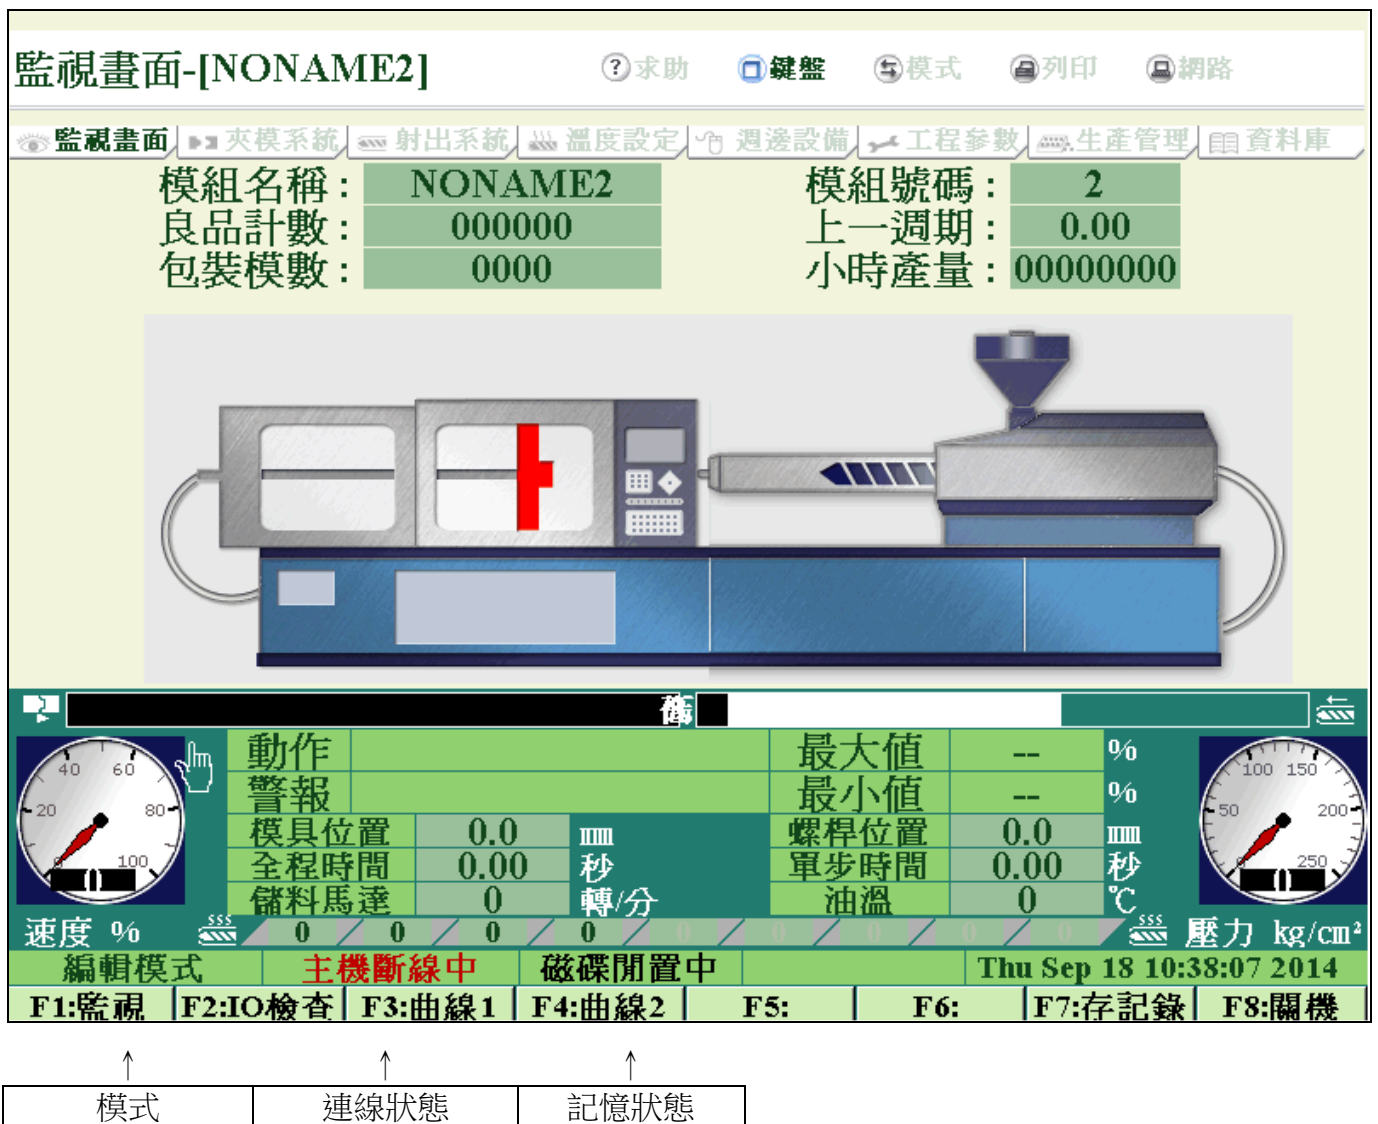 監視畫面-[NONAME2] ?求助 鍵盤 模式 列印 網路
監視畫面 夾模系統 射出系統 溫度設定 週邊設備 工程參數 生產管理 資料庫
模組名稱： NONAME2 模組號碼： 2
良品計數： 000000 上一週期： 0.00
包裝模數： 0000 小時產量： 00000000
動作 最大值 -- %
警報 最小值 -- %
20 40 60 80 100
50 100 150 200 250
模具位置 0.0 mm 螺桿位置 0.0 mm
全程時間 0.00 秒 單步時間 0.00 秒
儲料馬達 0 轉/分 油溫 0 ℃
速度 % 0 0 0 0 0 0 0 0 0 壓力 kg/cm²
編輯模式 主機斷線中 磁碟閒置中 Thu Sep 18 10:38:07 2014
F1:監視 F2:IO檢查 F3:曲線1 F4:曲線2 F5: F6: F7:存記錄 F8:關機
↑ ↑ ↑
模式 連線狀態 記憶狀態